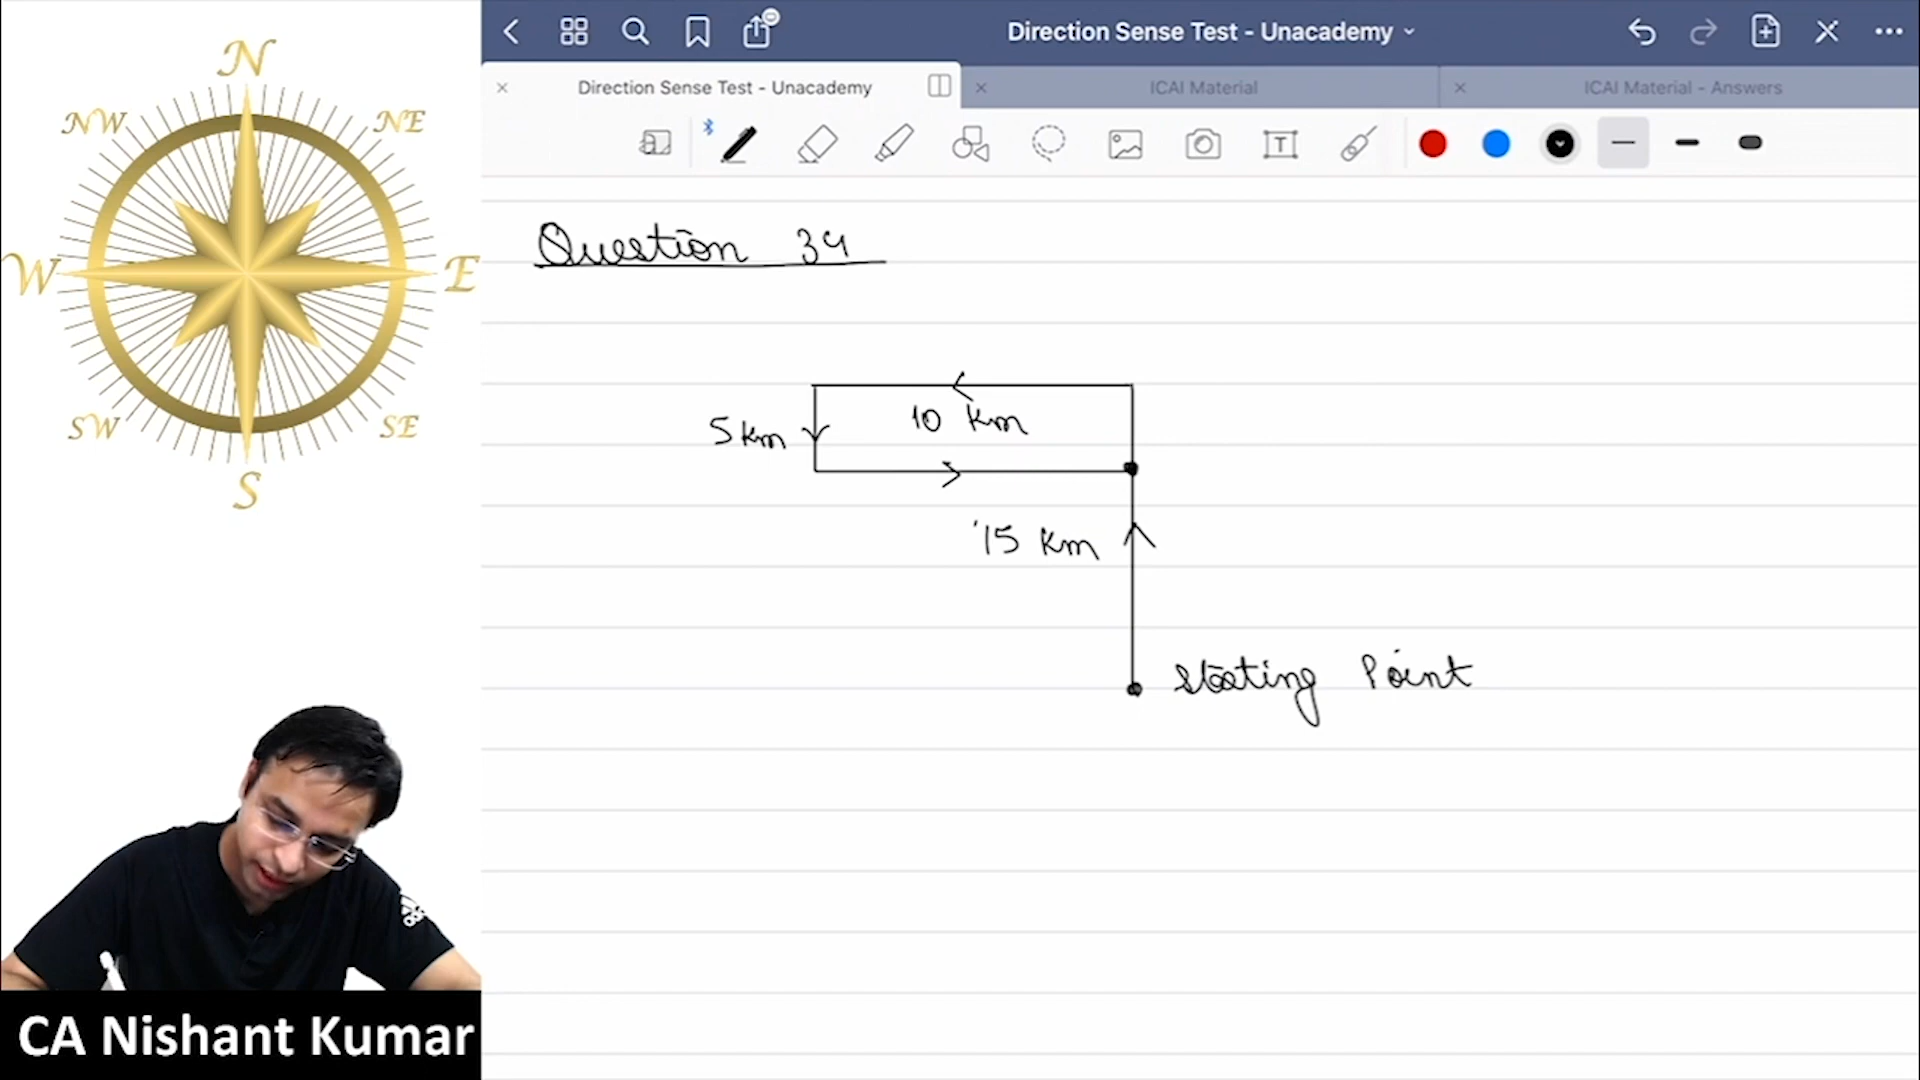 N
NW
NE
W
E
SW
SE
S
Direction Sense Test - Unacademy
Direction Sense Test - Unacademy
ICAI Material
ICAI Material - Answers
T
Question 34
10 Km
5 Km
15 Km
Point
CA Nishant Kumar